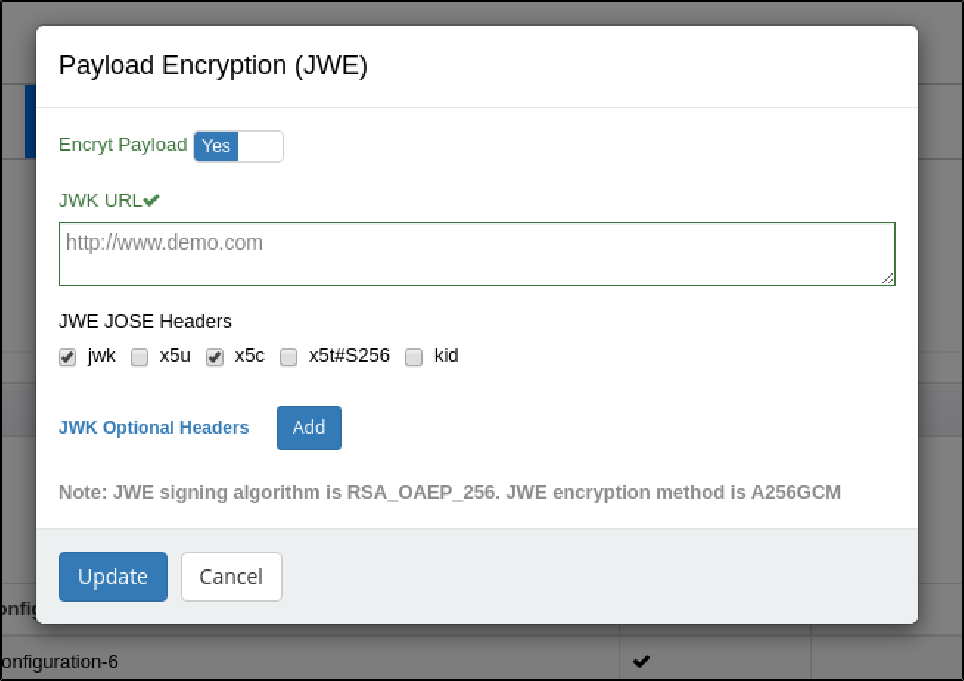 Payload Encryption (JWE)
Encryt Payload Yes
JWK URL
http://www.demo.com
JWE JOSE Headers
jwk x5u x5c x5t#S256 kid
JWK Optional Headers Add
Note: JWE signing algorithm is RSA_OAEP_256. JWE encryption method is A256GCM
Update Cancel
onfiguration-6